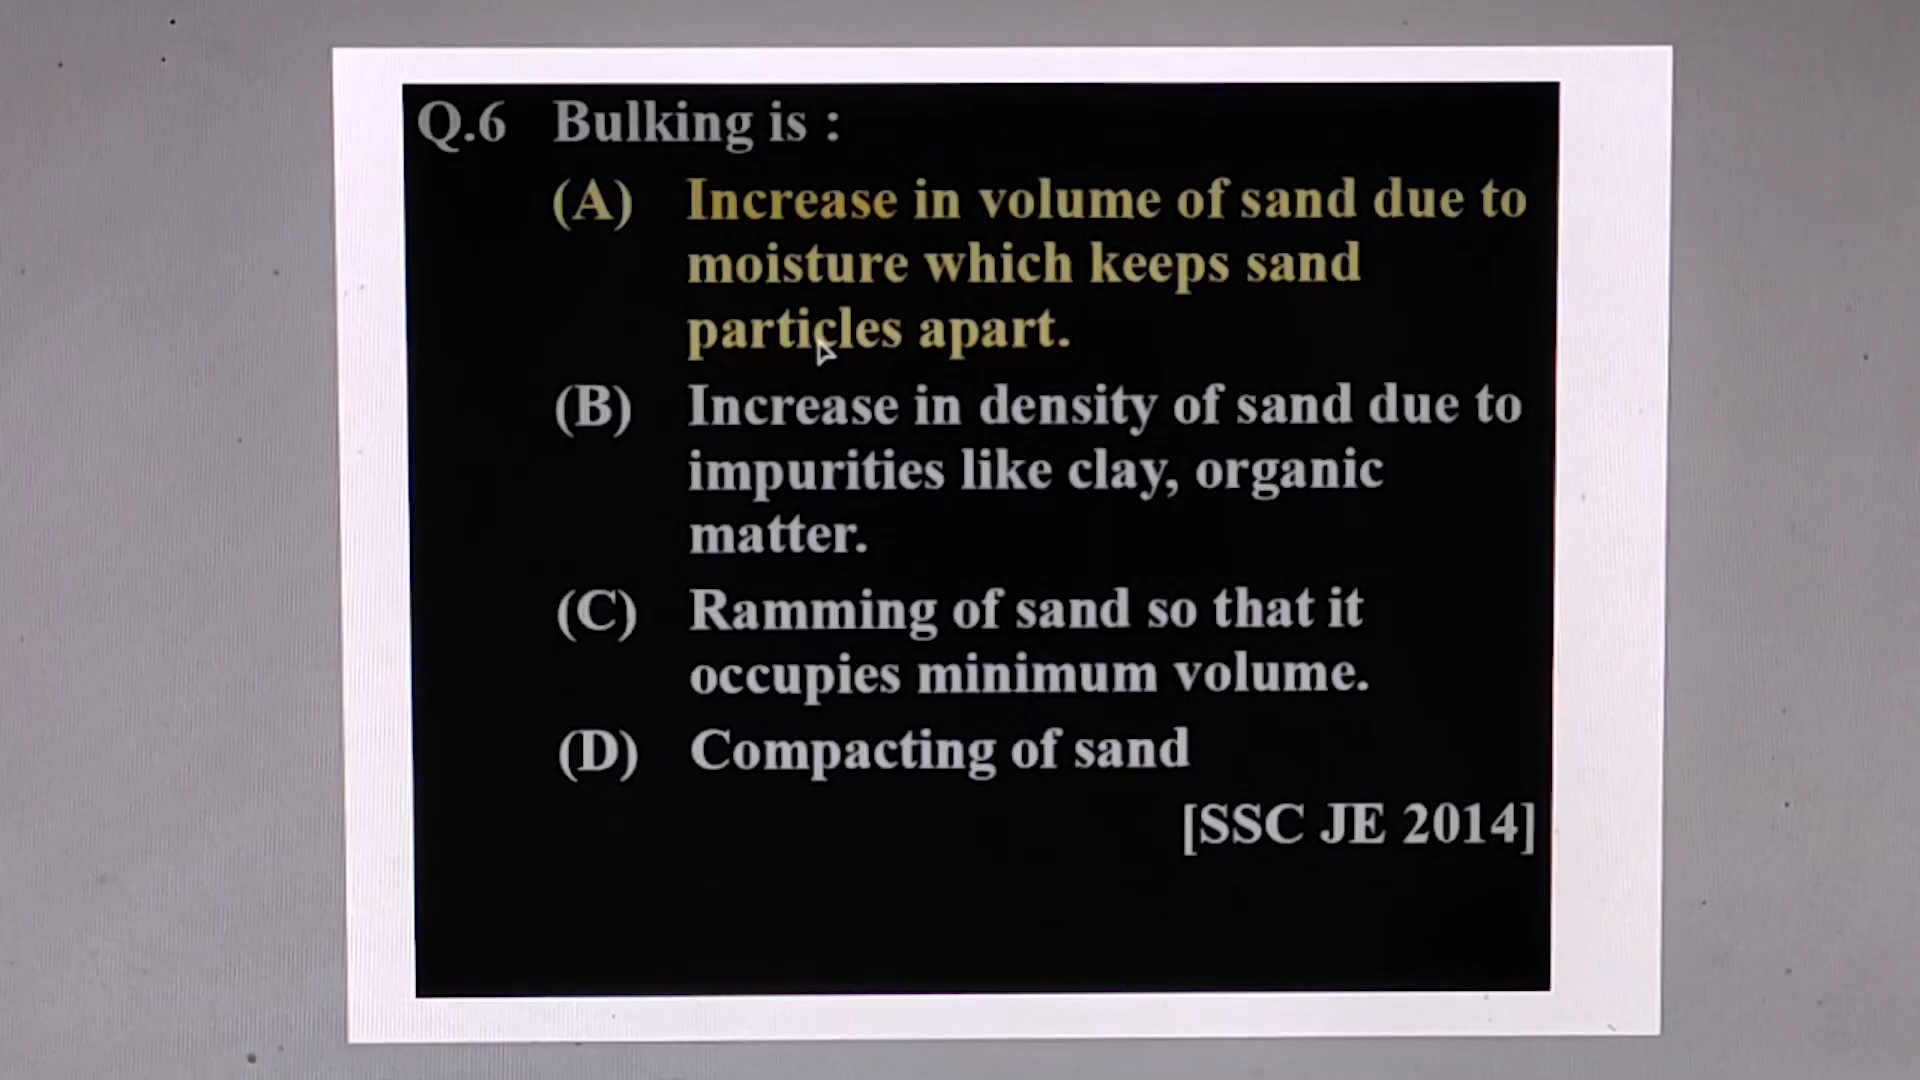 Q.6 Bulking is :
(A) Increase in volume of sand due to
moisture which keeps sand
particles apart.
(B) Increase in density of sand due to
impurities like clay, organic
matter.
(C) Ramming of sand so that it
occupies minimum volume.
(D) Compacting of sand
[SSC JE 2014]